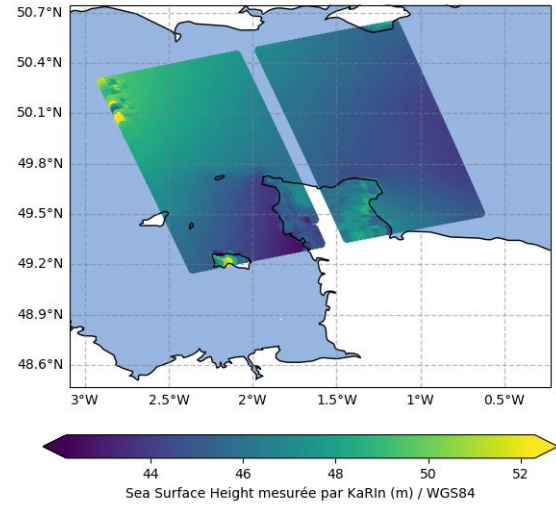 50.7°N
50.4°N
50.1°N
49.8°N
49.5°N
49.2°N
48.9°N
48.6°N
3°W 2.5°W 2°W 1.5°W 1°W 0.5°W
44 46 48 50 52
Sea Surface Height mesurée par KaRIn (m) / WGS84